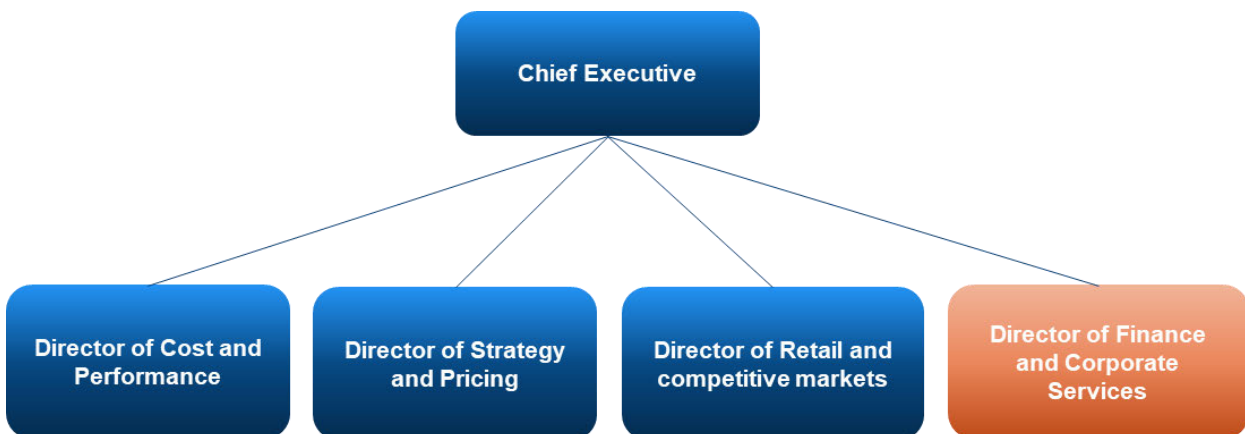 Chief Executive
Director of Cost and
Performance
Director of Strategy
and Pricing
Director of Retail and
competitive markets
Director of Finance
and Corporate
Services